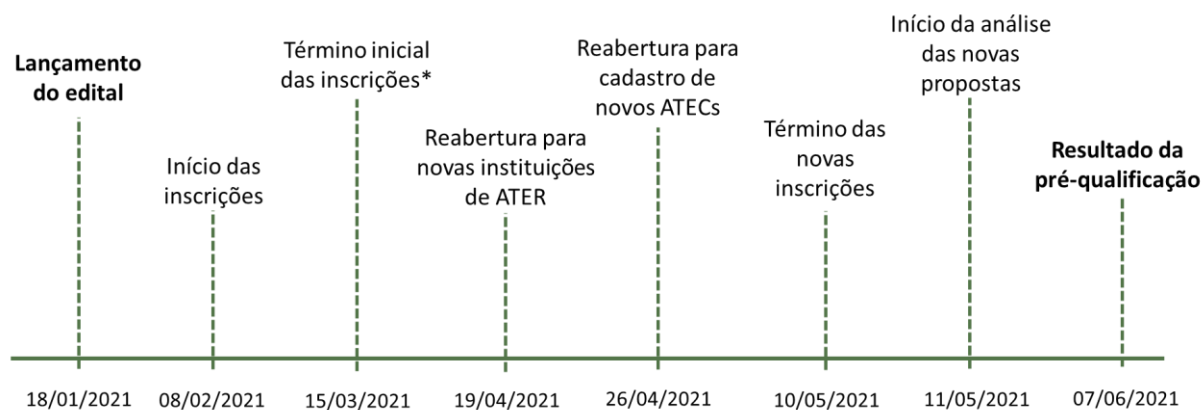 Lançamento
do edital
Início das
inscrições
Término inicial
das inscrições*
Reabertura para
novas instituições
de ATER
Reabertura para
cadastro de
novos ATECs
Término das
novas
inscrições
Início da análise
das novas
propostas
Resultado da
pré-qualificação
18/01/2021 08/02/2021 15/03/2021 19/04/2021 26/04/2021 10/05/2021 11/05/2021 07/06/2021